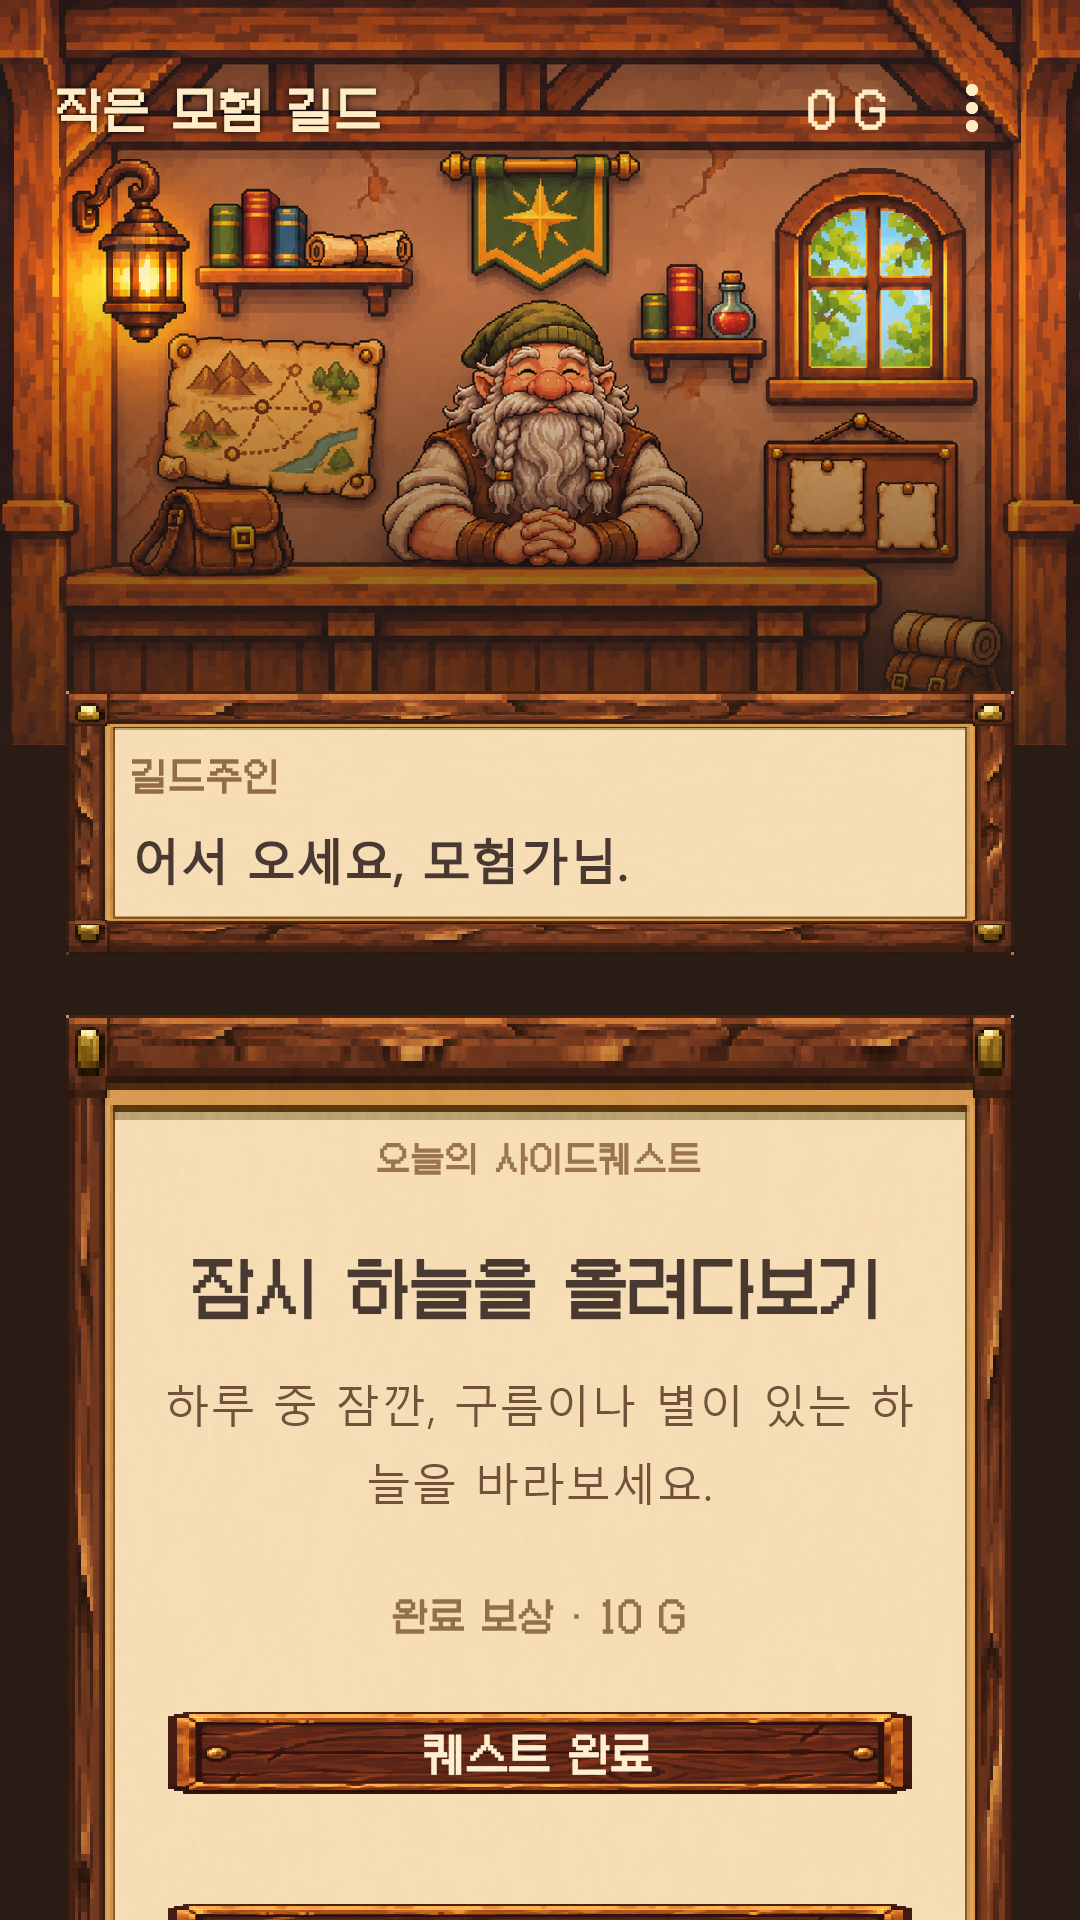 작은 모험 길드
0 G
길드주인
어서 오세요, 모험가님.
오늘의 사이드퀘스트
잠시 하늘을 올려다보기
하루 중 잠깐, 구름이나 별이 있는 하
늘을 바라보세요.
완료 보상 · 10 G
퀘스트 완료